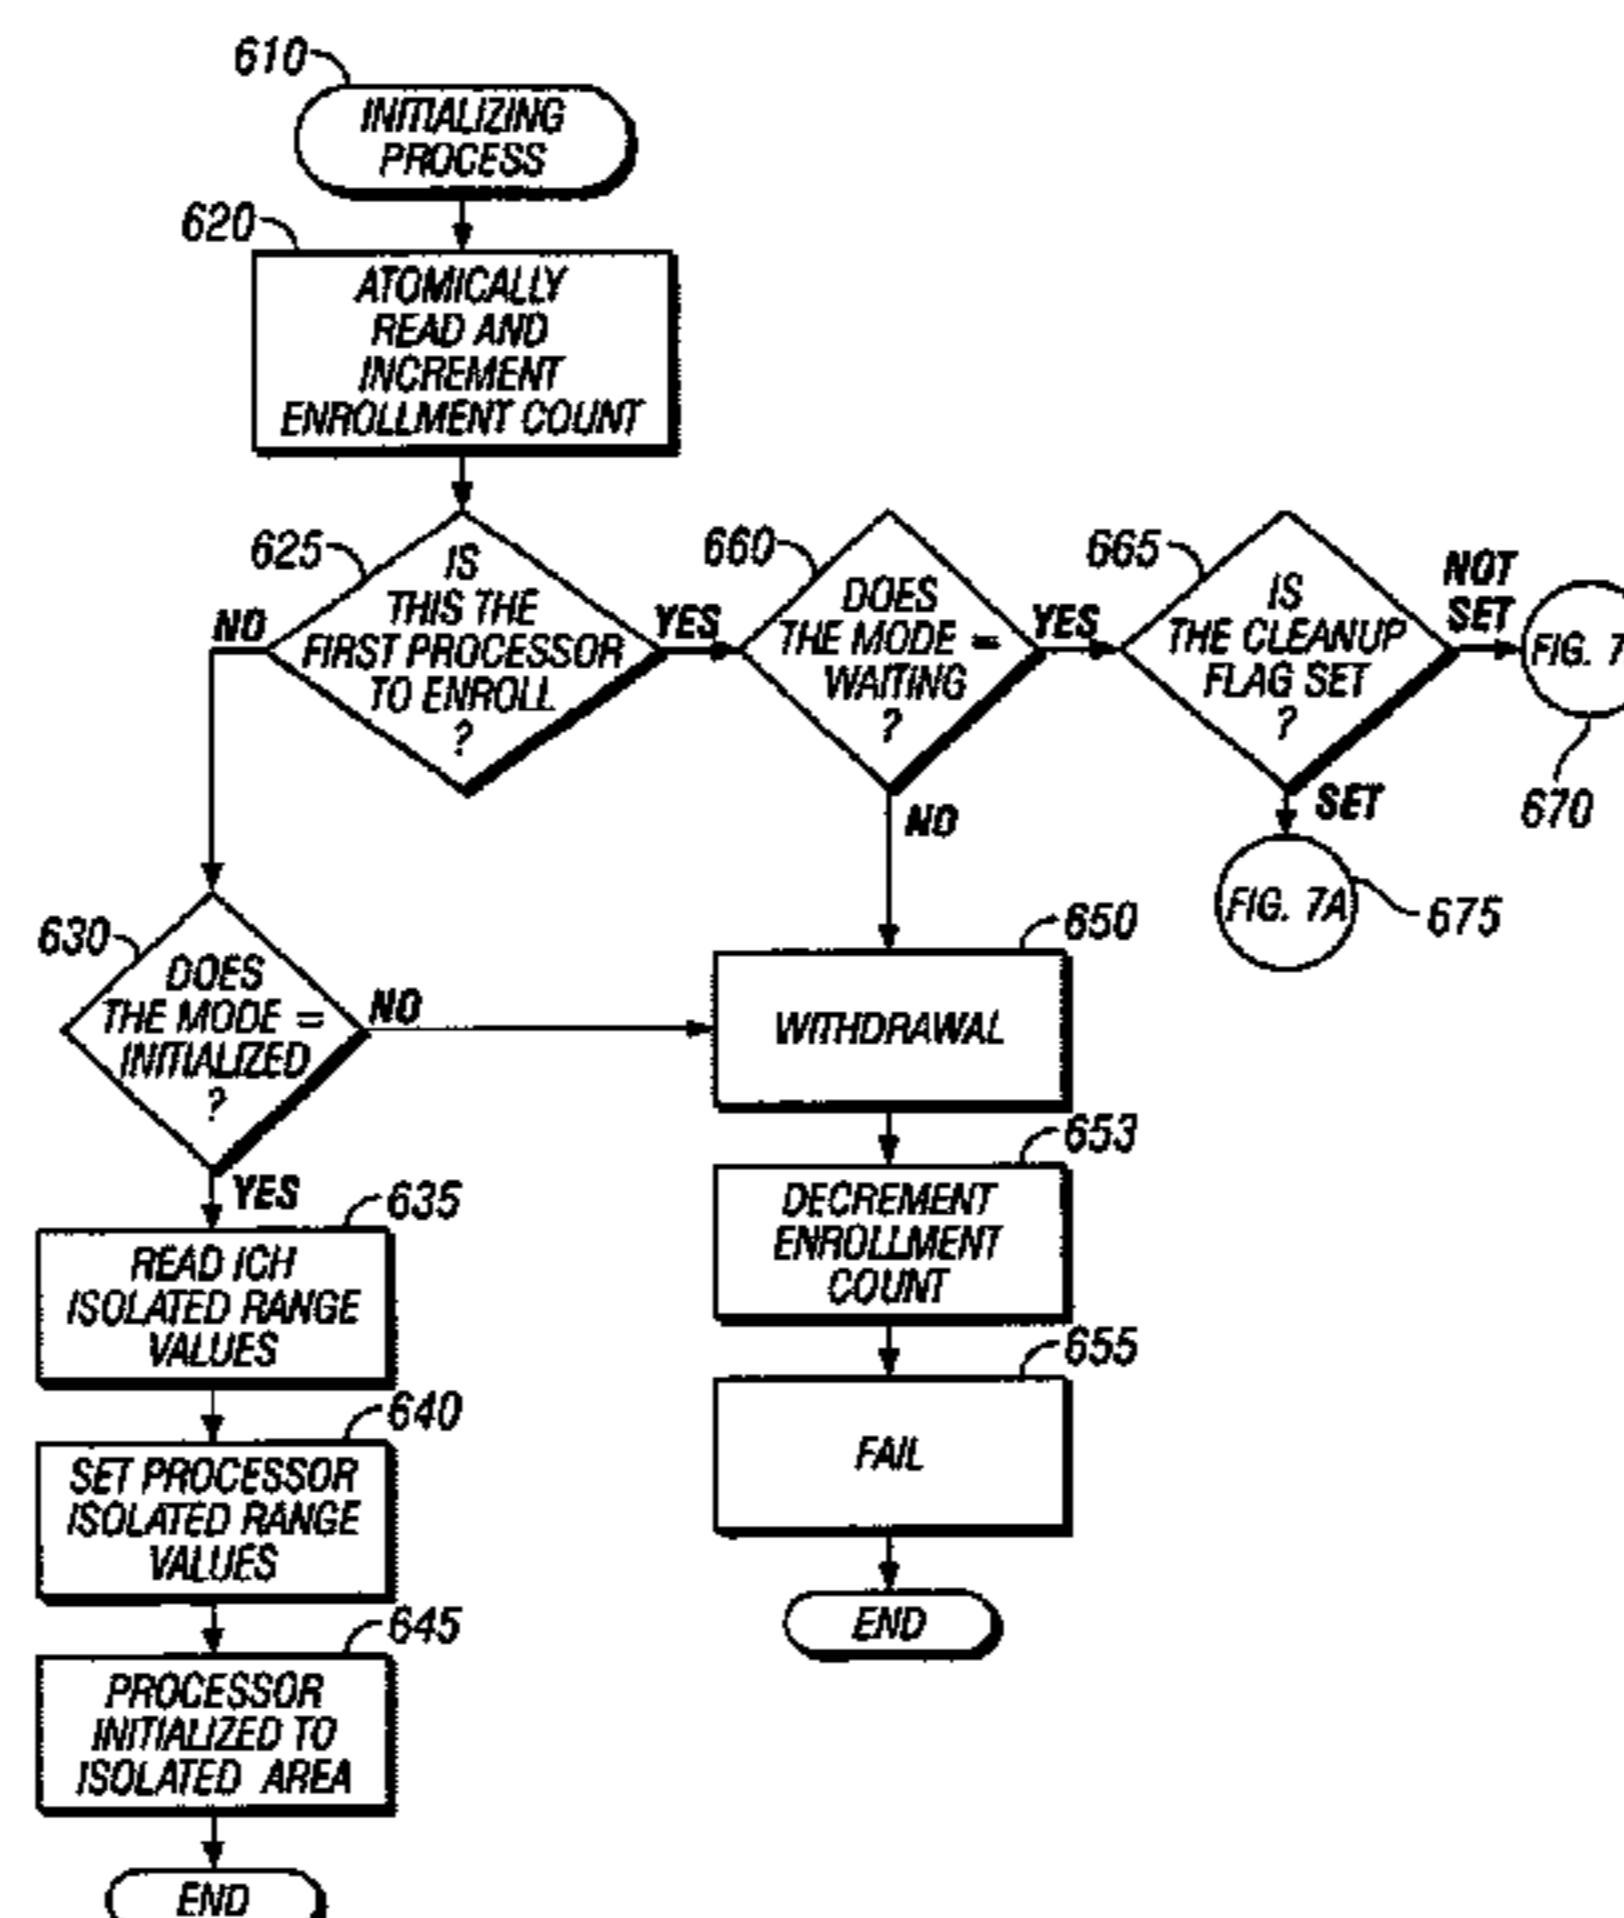 610
INITIALIZING
PROCESS
620
ATOMICALLY
READ AND
INCREMENT
ENROLLMENT COUNT
625
IS
THIS THE
FIRST PROCESSOR
TO ENROLL
?
NO
YES
660
DOES
THE MODE =
WAITING
?
YES
NO
665
IS
THE CLEANUP
FLAG SET
?
NOT
SET
FIG. 7
670
SET
FIG. 7A
675
630
DOES
THE MODE =
INITIALIZED
?
NO
YES
650
WITHDRAWAL
653
DECREMENT
ENROLLMENT
COUNT
655
FAIL
END
635
READ ICH
ISOLATED RANGE
VALUES
640
SET PROCESSOR
ISOLATED RANGE
VALUES
645
PROCESSOR
INITIALIZED TO
ISOLATED AREA
END